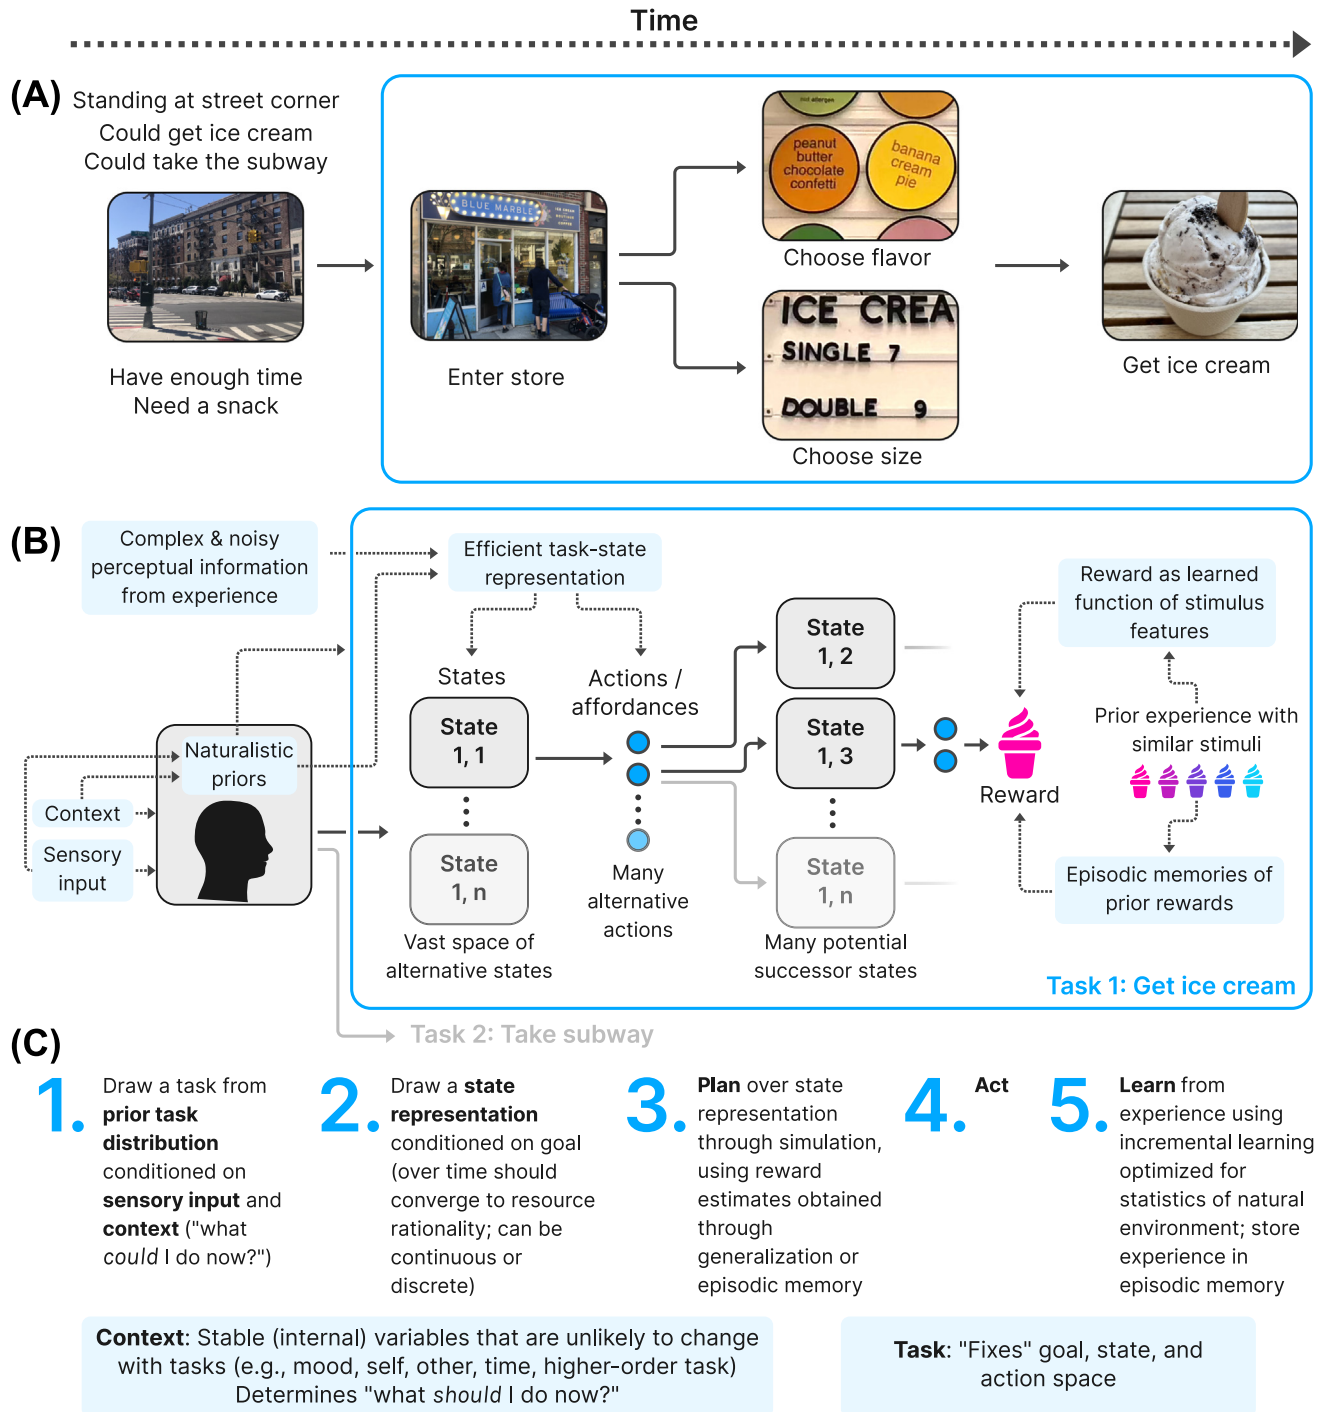 Time
(A)
Standing at street corner
Could get ice cream
Could take the subway
Have enough time
Need a snack
BLUE MARBLE
Enter store
peanut
butter
chocolate
confetti
banana
cream
pie
Choose flavor
ICE CREA
SINGLE 7
DOUBLE 9
Choose size
Get ice cream
(B)
Complex & noisy
perceptual information
from experience
Efficient task-state
representation
Reward as learned
function of stimulus
features
Naturalistic
priors
Context
Sensory
input
States
State
1, 1
State
1, n
Vast space of
alternative states
Actions /
affordances
Many
alternative
actions
State
1, 2
State
1, 3
State
1, n
Many potential
successor states
Reward
Prior experience with
similar stimuli
Episodic memories of
prior rewards
Task 1: Get ice cream
Task 2: Take subway
(C)
1.
Draw a task from
prior task
distribution
conditioned on
sensory input and
context ("what
could I do now?")
2.
Draw a state
representation
conditioned on goal
(over time should
converge to resource
rationality; can be
continuous or
discrete)
3.
Plan over state
representation
through simulation,
using reward
estimates obtained
through
generalization or
episodic memory
4.
Act
5.
Learn from
experience using
incremental learning
optimized for
statistics of natural
environment; store
experience in
episodic memory
Context: Stable (internal) variables that are unlikely to change
with tasks (e.g., mood, self, other, time, higher-order task)
Determines "what should I do now?"
Task: "Fixes" goal, state, and
action space